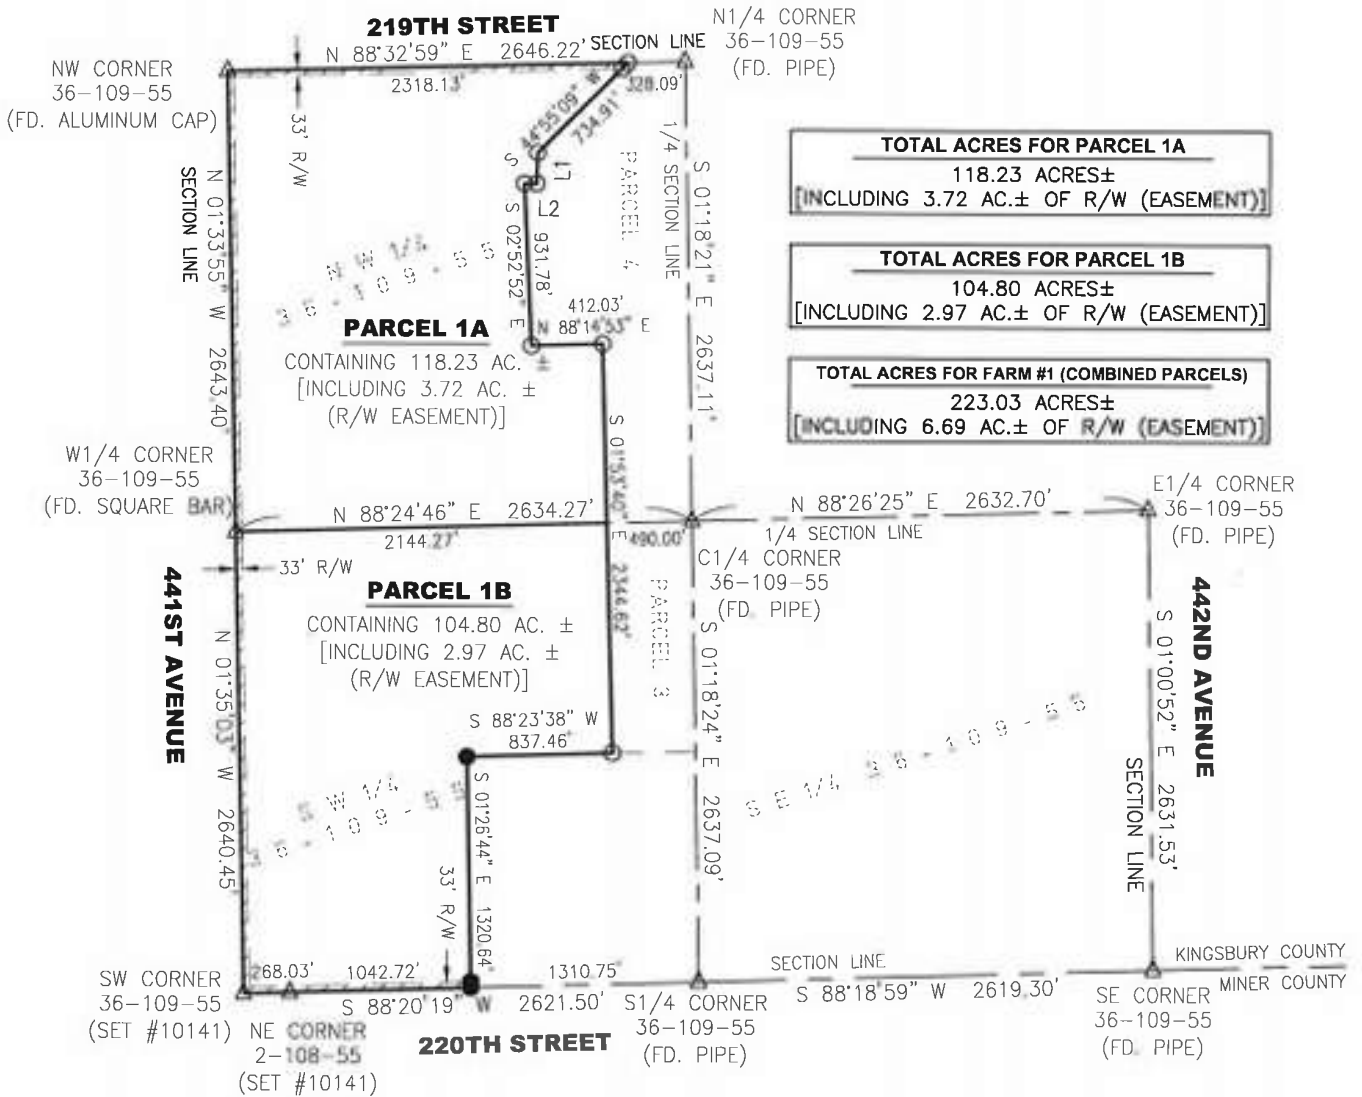 219TH STREET
N 88°32'59" E 2646.22'
SECTION LINE
2318.13'
328.09'
N1/4 CORNER
36-109-55
(FD. PIPE)
NW CORNER
36-109-55
(FD. ALUMINUM CAP)
33' R/W
S 44°55'09" W
734.91'
L1
L2
PARCEL 4
1/4 SECTION LINE
S 01°18'21" E 2637.11'
TOTAL ACRES FOR PARCEL 1A
118.23 ACRES±
[INCLUDING 3.72 AC.± OF R/W (EASEMENT)]
TOTAL ACRES FOR PARCEL 1B
104.80 ACRES±
[INCLUDING 2.97 AC.± OF R/W (EASEMENT)]
TOTAL ACRES FOR FARM #1 (COMBINED PARCELS)
223.03 ACRES±
[INCLUDING 6.69 AC.± OF R/W (EASEMENT)]
SECTION LINE
N 01°33'55" W 2643.40'
NW 1/4
36-109-55
S 02°52'52" E
931.78'
412.03'
N 88°14'53" E
PARCEL 1A
CONTAINING 118.23 AC. ±
[INCLUDING 3.72 AC. ±
(R/W EASEMENT)]
S 01°53'40" E 2344.62'
W1/4 CORNER
36-109-55
(FD. SQUARE BAR)
N 88°24'46" E 2634.27'
2144.27'
490.00'
N 88°26'25" E 2632.70'
1/4 SECTION LINE
E1/4 CORNER
36-109-55
(FD. PIPE)
C1/4 CORNER
36-109-55
(FD. PIPE)
33' R/W
441ST AVENUE
PARCEL 1B
CONTAINING 104.80 AC. ±
[INCLUDING 2.97 AC. ±
(R/W EASEMENT)]
PARCEL 3
S 01°18'24" E 2637.09'
442ND AVENUE
S 01°00'52" E 2631.53'
SECTION LINE
N 01°35'03" W 2640.45'
S 88°23'38" W
837.46'
SW 1/4
36-109-55
SE 1/4 36-109-55
S 01°26'44" E 1320.64'
33' R/W
SW CORNER
36-109-55
(SET #10141)
268.03'
1042.72'
1310.75'
S 88°20'19" W 2621.50'
NE CORNER
2-108-55
(SET #10141)
220TH STREET
S1/4 CORNER
36-109-55
(FD. PIPE)
SECTION LINE
S 88°18'59" W 2619.30'
KINGSBURY COUNTY
MINER COUNTY
SE CORNER
36-109-55
(FD. PIPE)